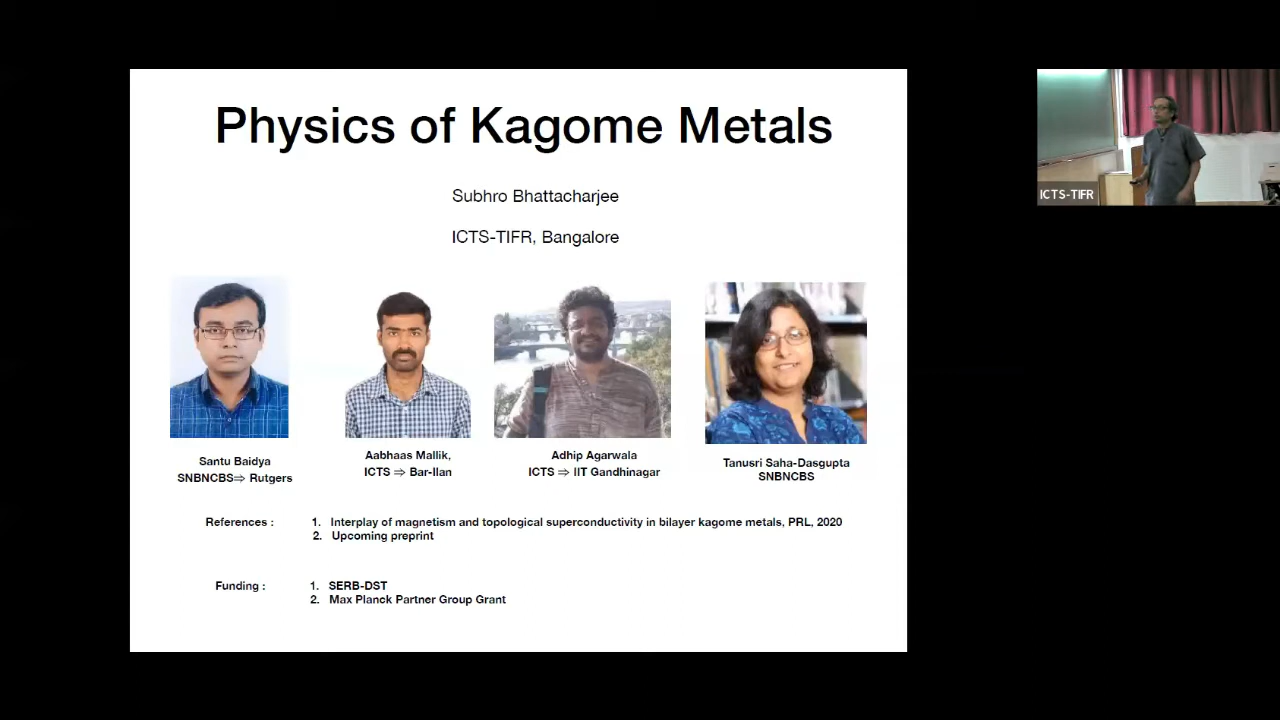 Physics of Kagome Metals
Subhro Bhattacharjee
ICTS-TIFR, Bangalore
Santu Baidya
SNBNCBS⇒ Rutgers
Aabhaas Mallik,
ICTS ⇒ Bar-Ilan
Adhip Agarwala
ICTS ⇒ IIT Gandhinagar
Tanusri Saha-Dasgupta
SNBNCBS
References :
1. Interplay of magnetism and topological superconductivity in bilayer kagome metals, PRL, 2020
2. Upcoming preprint
Funding :
1. SERB-DST
2. Max Planck Partner Group Grant
ICTS-TIFR